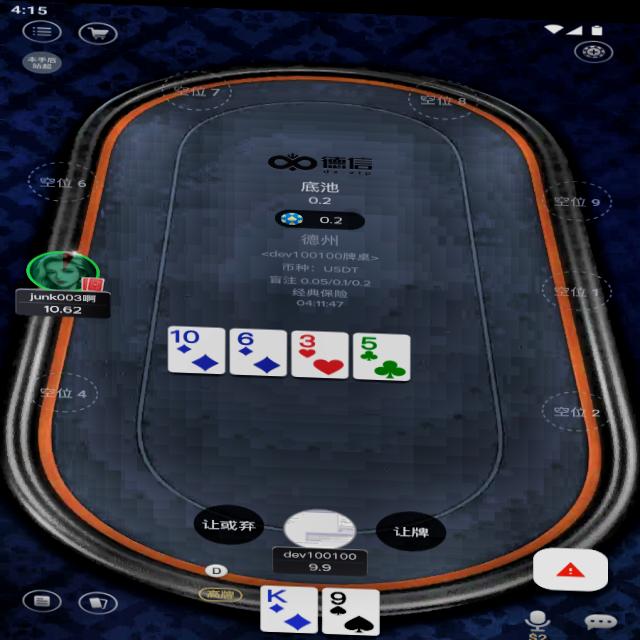 4:15
本手后
站起
空位 7
空位 8
德信
底池
0.2
0.2
空位 6
空位 9
德州
<dev100100牌桌>
币种：USDT
盲注 0.05/0.1/0.2
经典保险
04:11:47
junk003啊
10.62
空位 1
10
6
3
5
空位 4
空位 2
让或弃
让牌
dev100100
9.9
D
高牌
K
9
$2